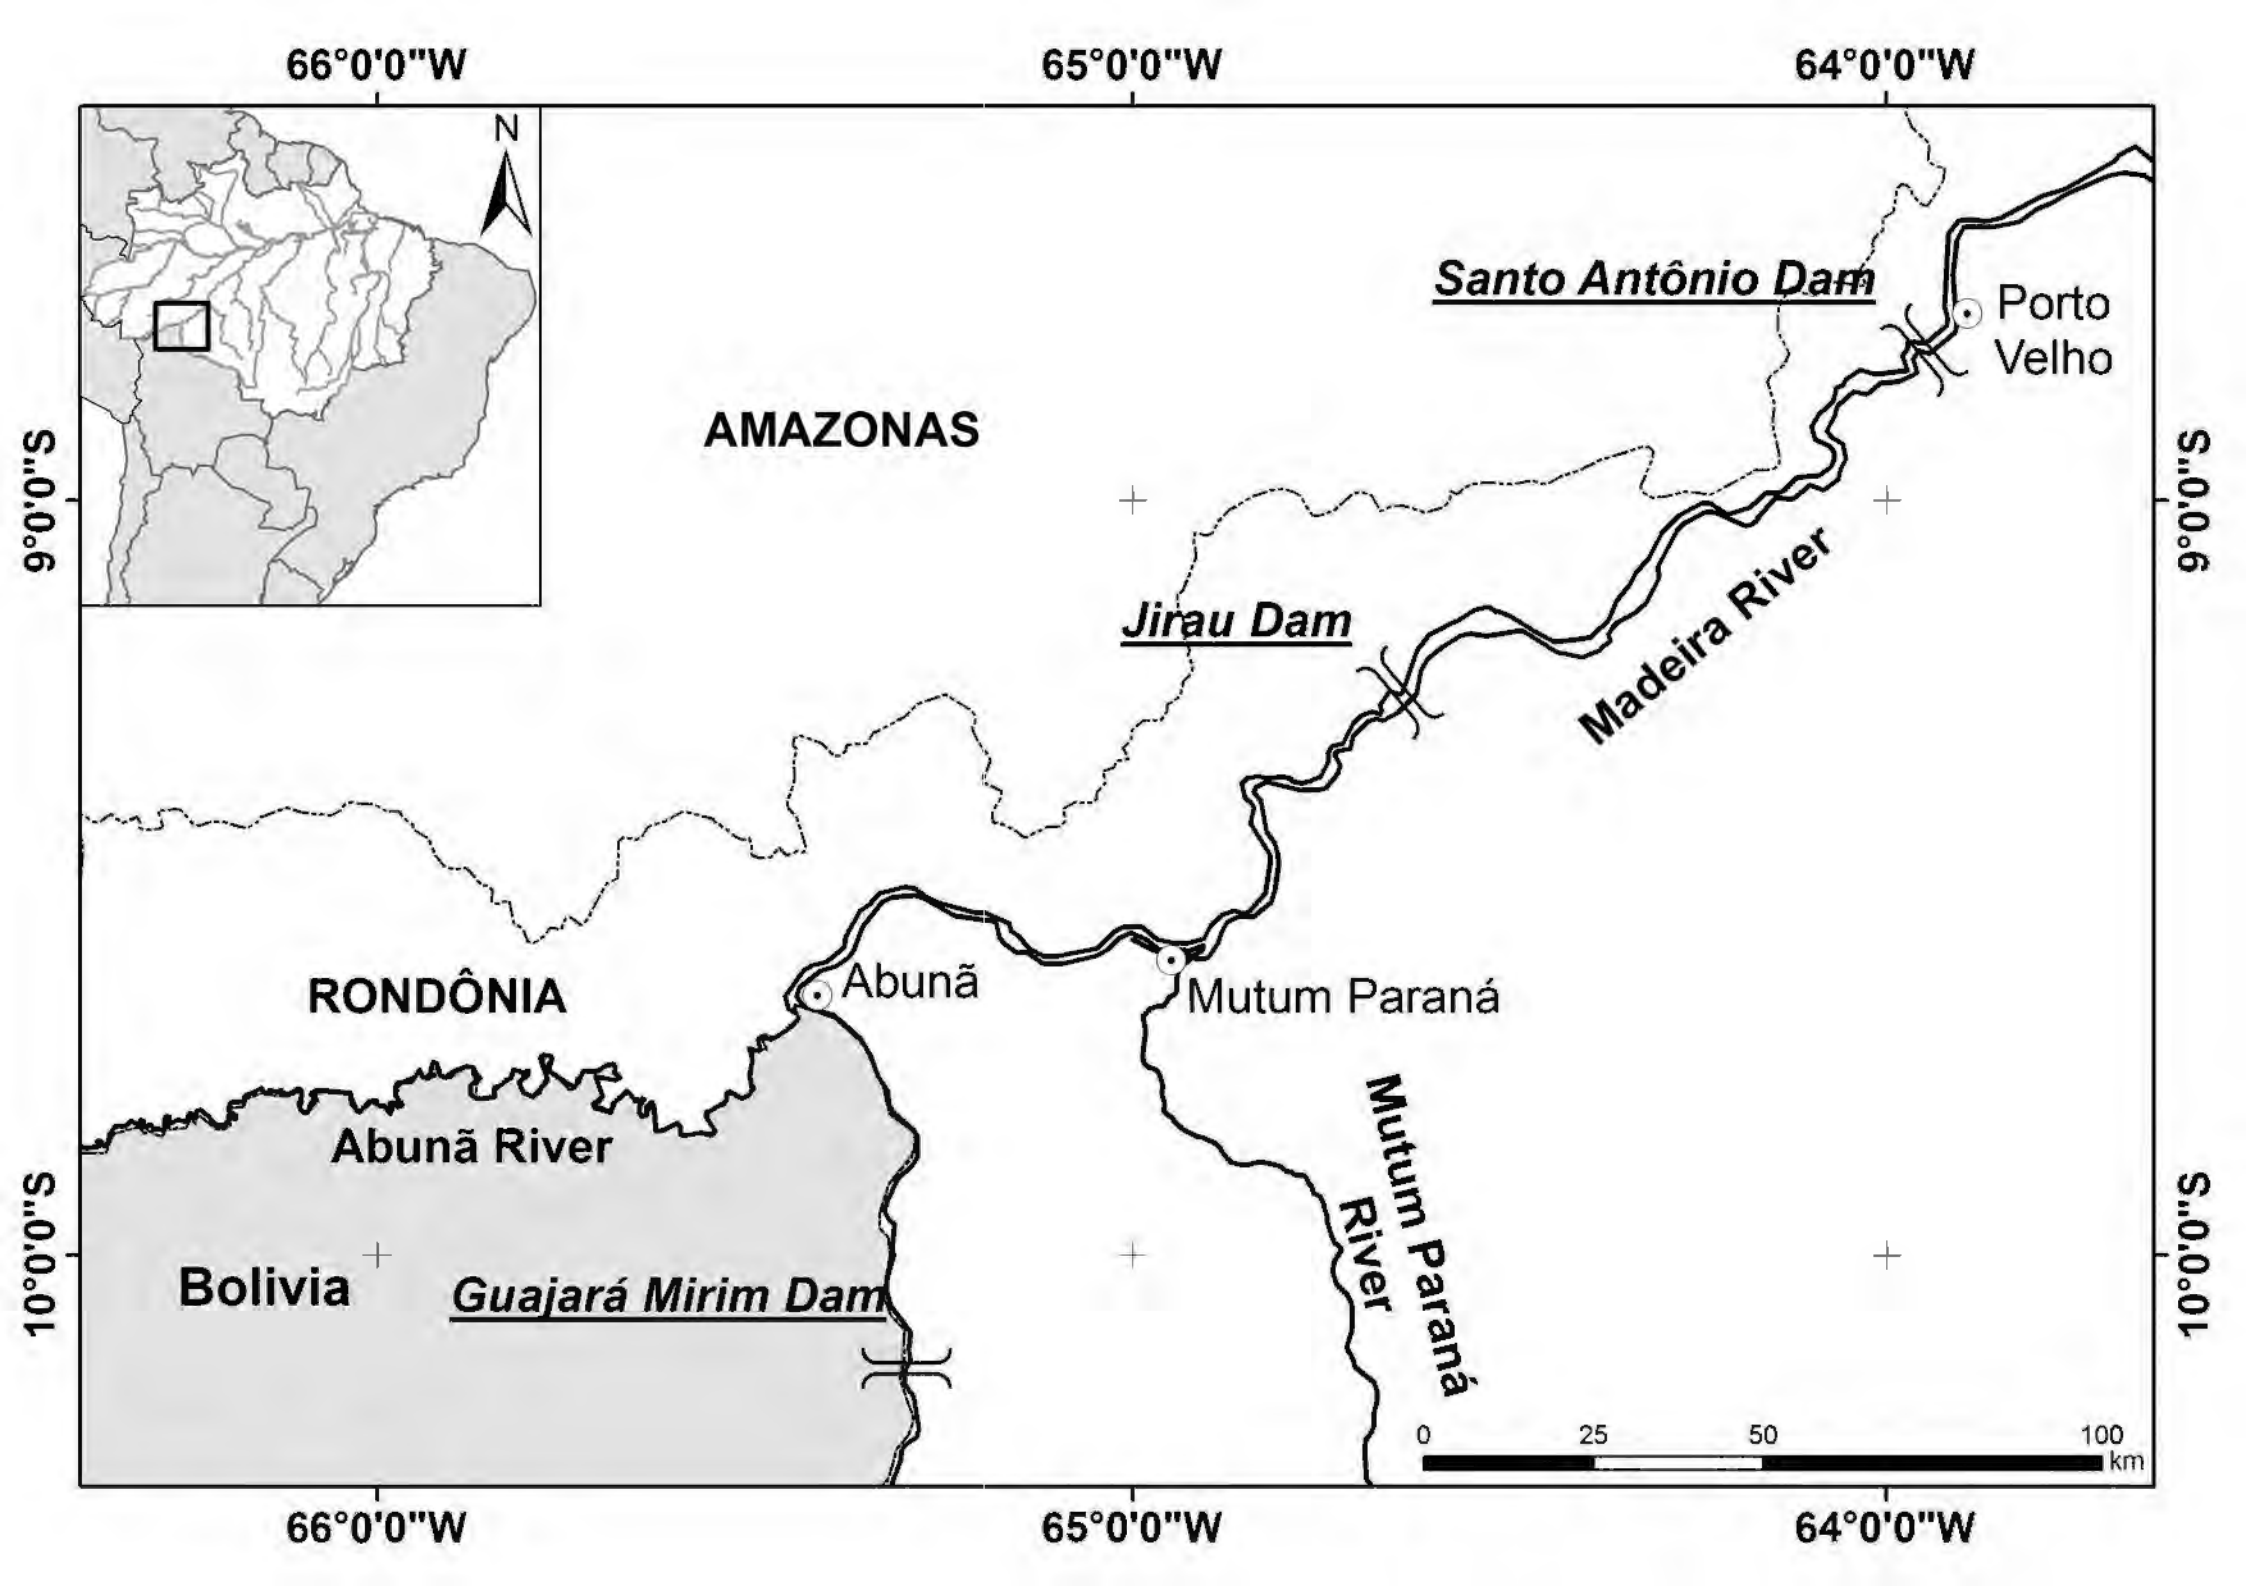 66°0'0"W
65°0'0"W
64°0'0"W
N
Santo Antônio Dam
Porto
Velho
AMAZONAS
9°0'0"S
9°0'0"S
Madeira River
Jirau Dam
Abunã
Mutum Paraná
RONDÔNIA
Abunã River
Mutum Paraná
River
10°0'0"S
10°0'0"S
Bolivia
Guajará Mirim Dam
0 25 50 100
km
66°0'0"W
65°0'0"W
64°0'0"W